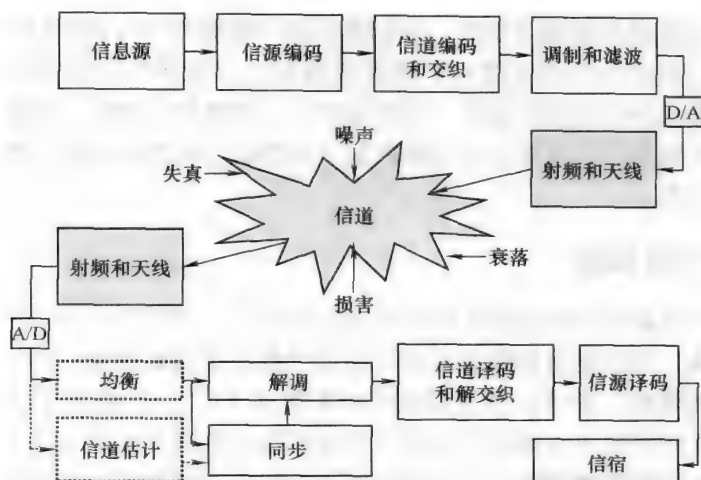 信息源
信源编码
信道编码
和交织
调制和滤波
D/A
噪声
失真
射频和天线
信道
射频和天线
衰落
损害
A/D
均衡
解调
信道译码
和解交织
信源译码
信道估计
同步
信宿